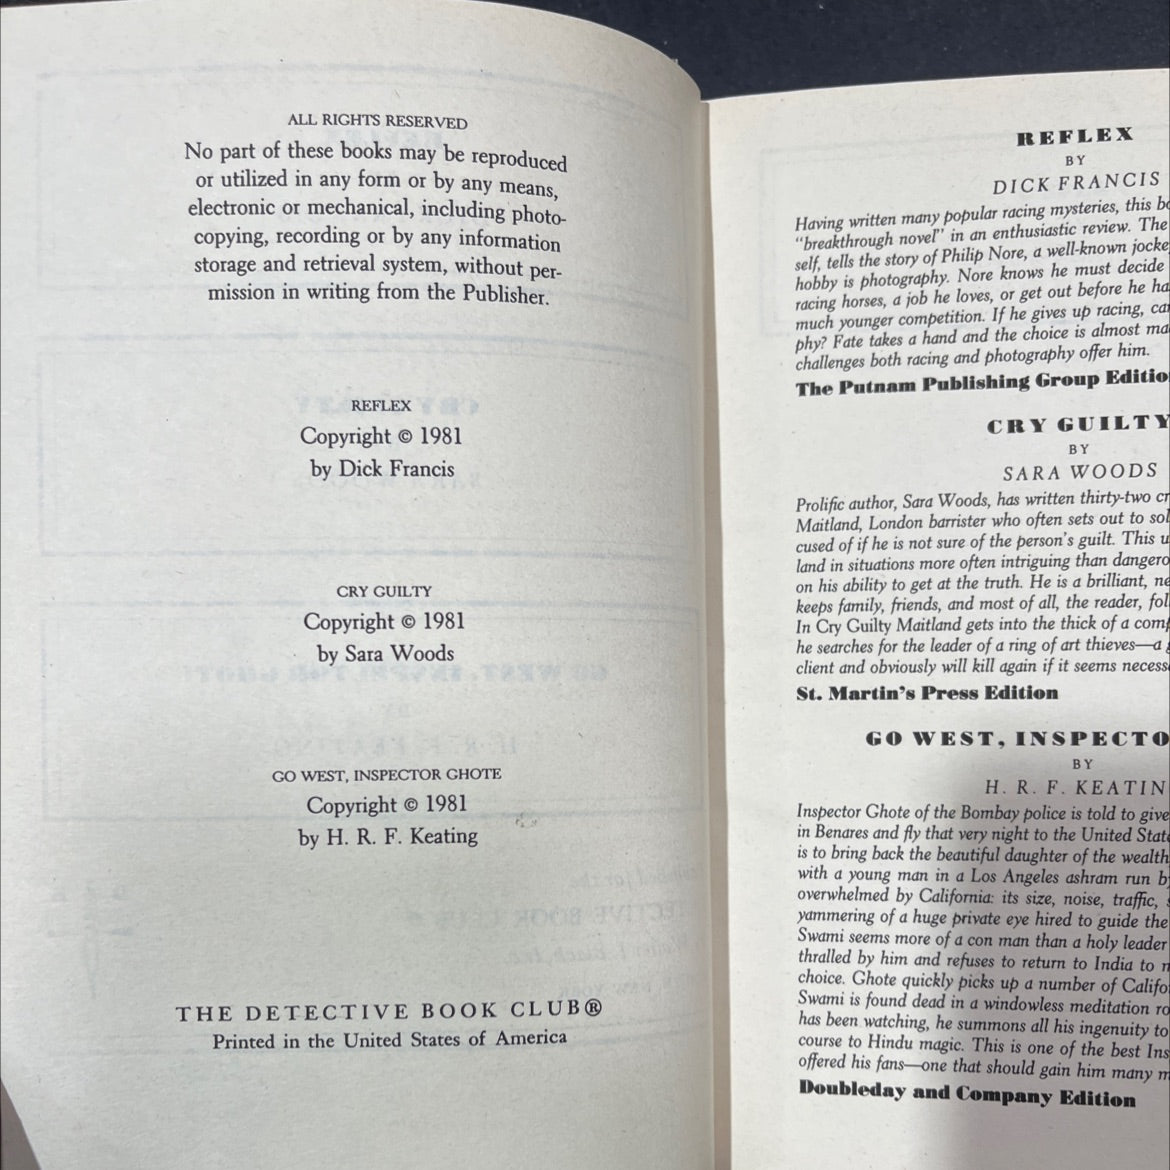 ALL RIGHTS RESERVED
No part of these books may be reproduced
or utilized in any form or by any means,
electronic or mechanical, including photo-
copying, recording or by any information
storage and retrieval system, without per-
mission in writing from the Publisher.
REFLEX
Copyright © 1981
by Dick Francis
CRY GUILTY
Copyright © 1981
by Sara Woods
GO WEST, INSPECTOR GHOTE
Copyright © 1981
by H. R. F. Keating
THE DETECTIVE BOOK CLUB®
Printed in the United States of America
REFLEX
BY
DICK FRANCIS
Having written many popular racing mysteries, this
"breakthrough novel" in an enthusiastic review. The
self, tells the story of Philip Nore, a well-known
hobby is photography. Nore knows he must decide
racing horses, a job he loves, or get out before he
much younger competition. If he gives up racing,
phy? Fate takes a hand and the choice is almost
challenges both racing and photography offer him.
The Putnam Publishing Group
CRY GUILTY
BY
SARA WOODS
Prolific author, Sara Woods, has written thirty-two
Maitland, London barrister who often sets out to
cused of if he is not sure of the person's guilt. This
land in situations more often intriguing than
on his ability to get at the truth. He is a brilliant,
keeps family, friends, and most of all, the reader,
In Cry Guilty Maitland gets into the thick of a
he searches for the leader of a ring of art thieves—a
client and obviously will kill again if it seems
St. Martin's Press Edition
GO WEST,
BY
H. R. F.
Inspector Ghote of the Bombay police is told to give
in Benares and fly that very night to the United
is to bring back the beautiful daughter of the
with a young man in a Los Angeles ashram run
overwhelmed by California: its size, noise, traffic,
yammering of a huge private eye hired to guide the
Swami seems more of a con man than a holy leader
thralled by him and refuses to return to India to
choice. Ghote quickly picks up a number of
Swami is found dead in a windowless meditation
has been watching, he summons all his ingenuity to
course to Hindu magic. This is one of the best
offered his fans—one that should gain him many
Doubleday and Company Edition